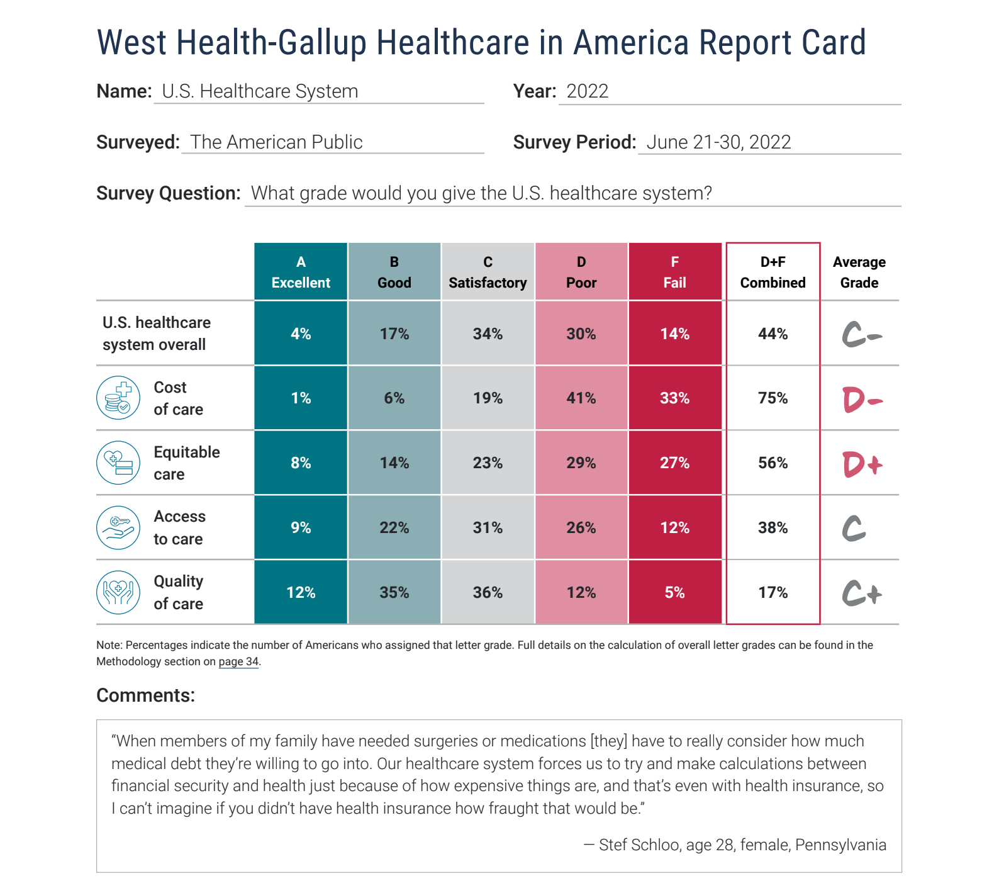 West Health-Gallup Healthcare in America Report Card
Name: U.S. Healthcare System
Year: 2022
Surveyed: The American Public
Survey Period: June 21-30, 2022
Survey Question: What grade would you give the U.S. healthcare system?
A Excellent
B Good
C Satisfactory
D Poor
F Fail
D+F Combined
Average Grade
U.S. healthcare system overall 4% 17% 34% 30% 14% 44% C-
Cost of care 1% 6% 19% 41% 33% 75% D-
Equitable care 8% 14% 23% 29% 27% 56% D+
Access to care 9% 22% 31% 26% 12% 38% C
Quality of care 12% 35% 36% 12% 5% 17% C+
Note: Percentages indicate the number of Americans who assigned that letter grade. Full details on the calculation of overall letter grades can be found in the
Methodology section on page 34.
Comments:
“When members of my family have needed surgeries or medications [they] have to really consider how much
medical debt they’re willing to go into. Our healthcare system forces us to try and make calculations between
financial security and health just because of how expensive things are, and that’s even with health insurance, so
I can’t imagine if you didn’t have health insurance how fraught that would be.”
— Stef Schloo, age 28, female, Pennsylvania